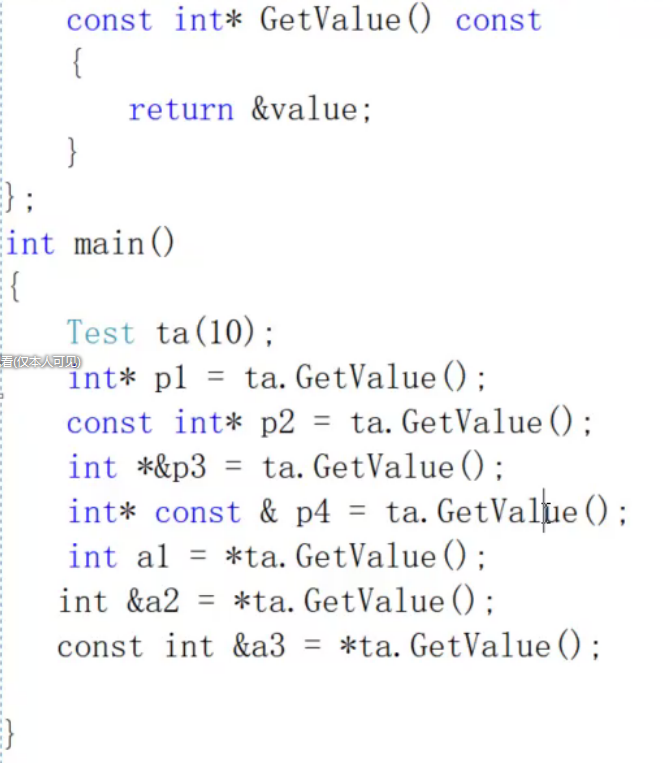 const int* GetValue() const
{
return &value;
}
};
int main()
{
Test ta(10);
看(仅本人可见)
int* p1 = ta.GetValue();
const int* p2 = ta.GetValue();
int *&p3 = ta.GetValue();
int* const & p4 = ta.GetValue();
int a1 = *ta.GetValue();
int &a2 = *ta.GetValue();
const int &a3 = *ta.GetValue();
}